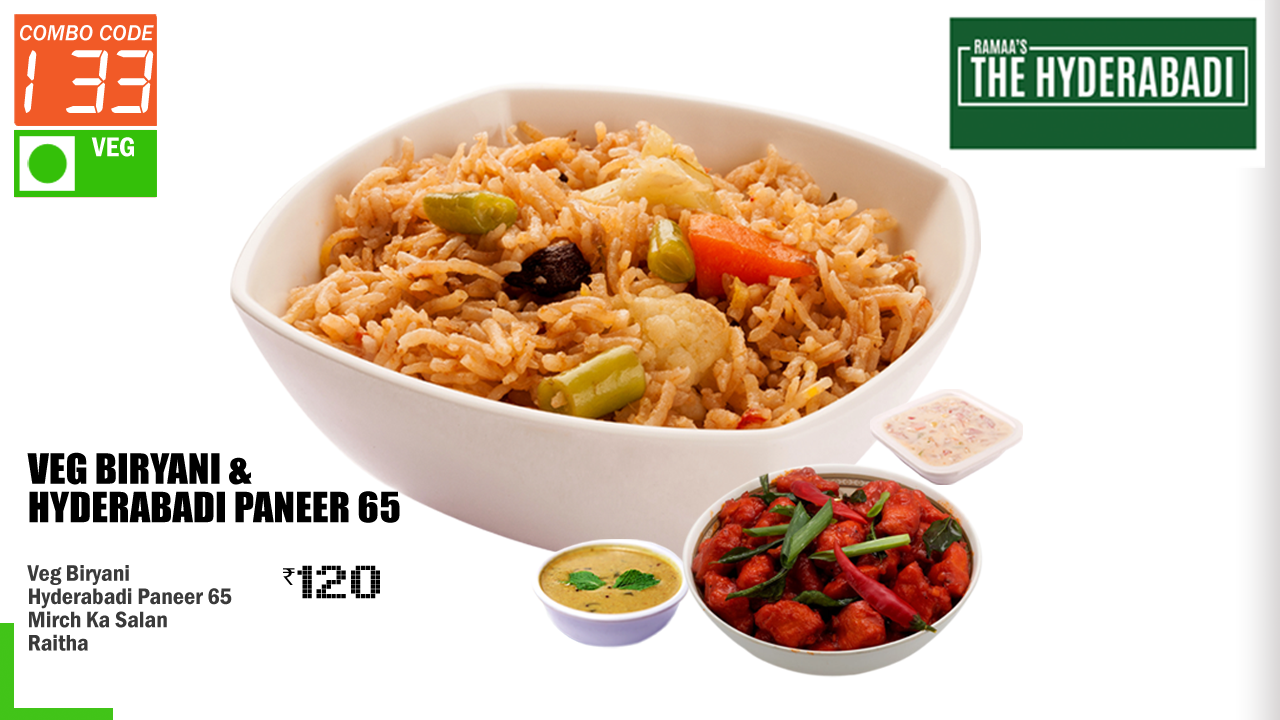 COMBO CODE
133
VEG
RAMAA'S
THE HYDERABADI
VEG BIRYANI &
HYDERABADI PANEER 65
Veg Biryani
Hyderabadi Paneer 65
Mirch Ka Salan
Raitha
₹120